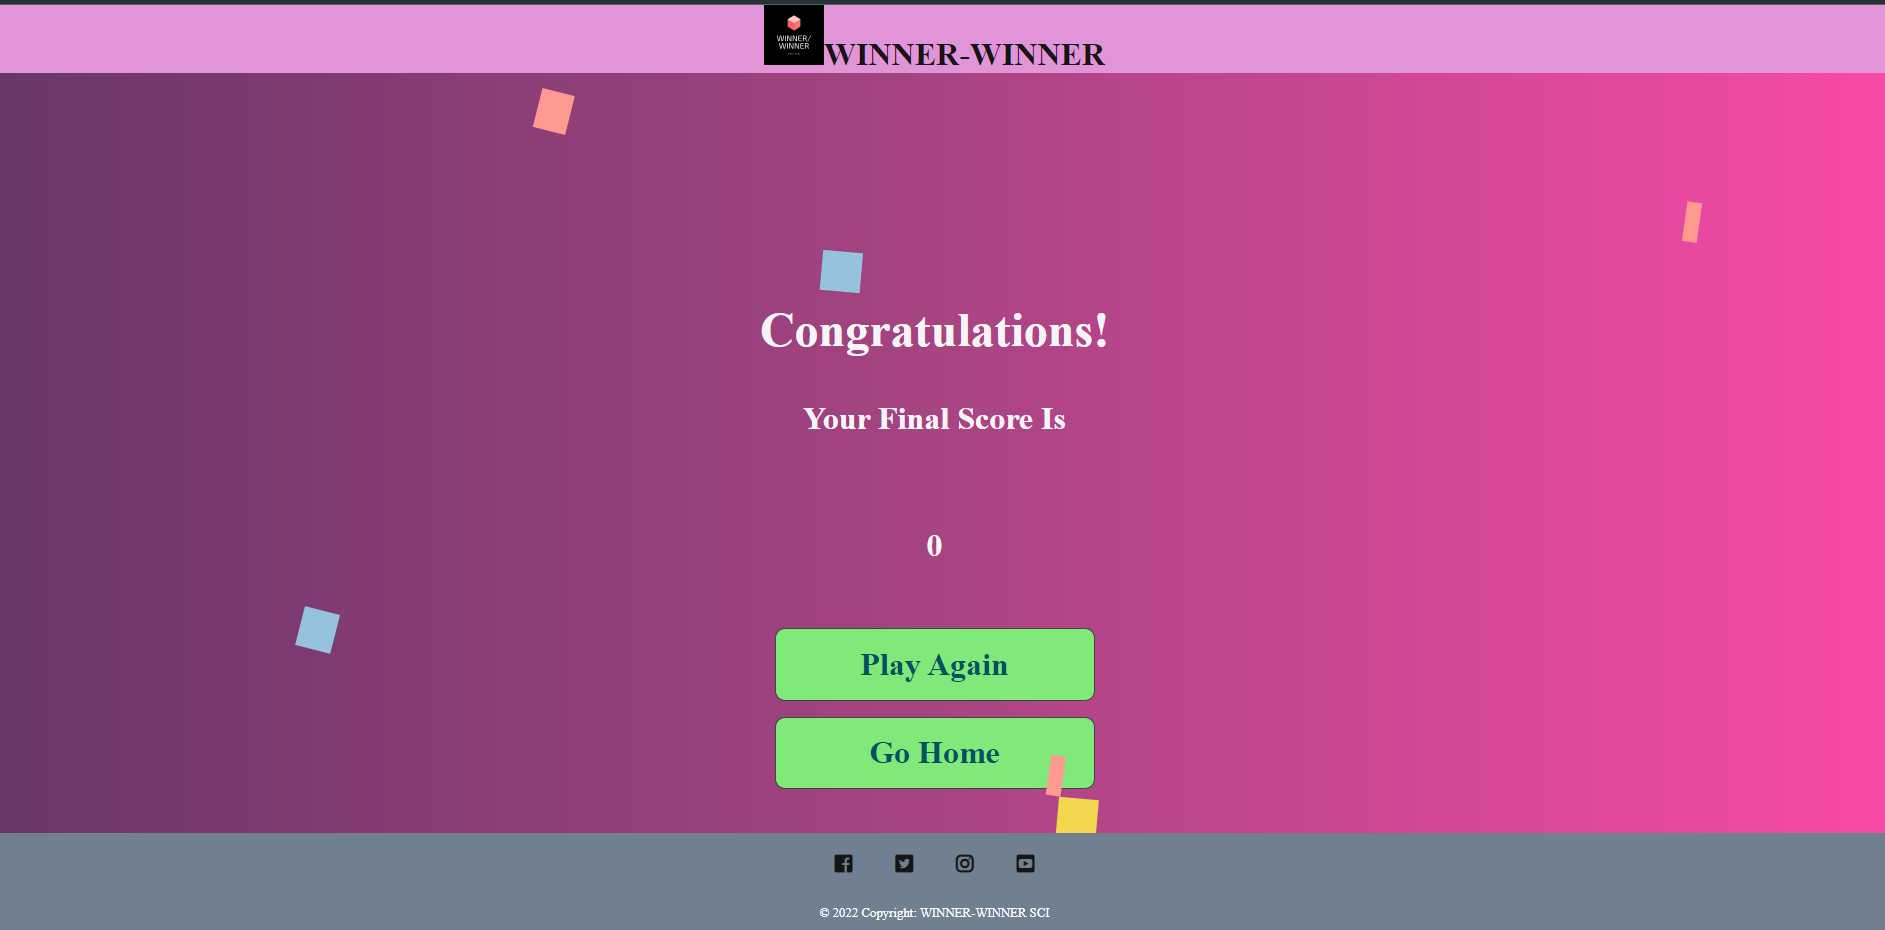 WINNER/
WINNER
WINNER-WINNER
Congratulations!
Your Final Score Is
0
Play Again
Go Home
© 2022 Copyright: WINNER-WINNER SCI